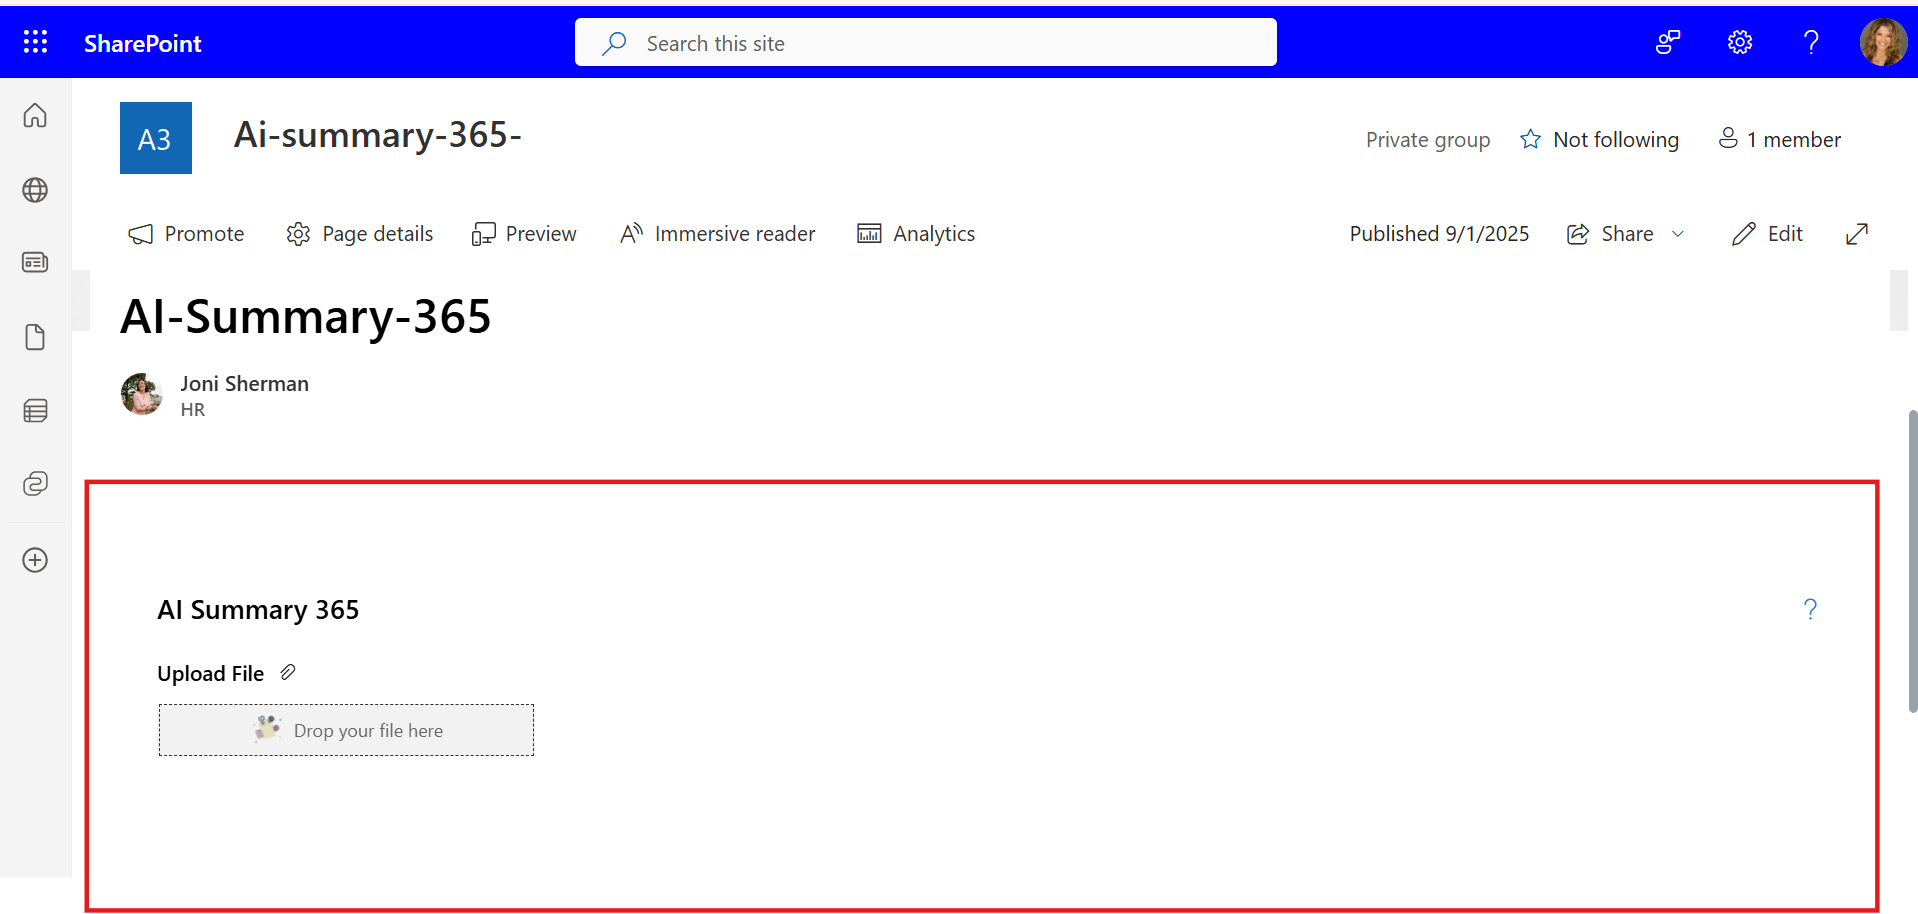 SharePoint
Search this site
?
A3
Ai-summary-365-
Private group
Not following
1 member
Promote
Page details
Preview
Immersive reader
Analytics
Published 9/1/2025
Share
Edit
AI-Summary-365
Joni Sherman
HR
AI Summary 365
?
Upload File
Drop your file here